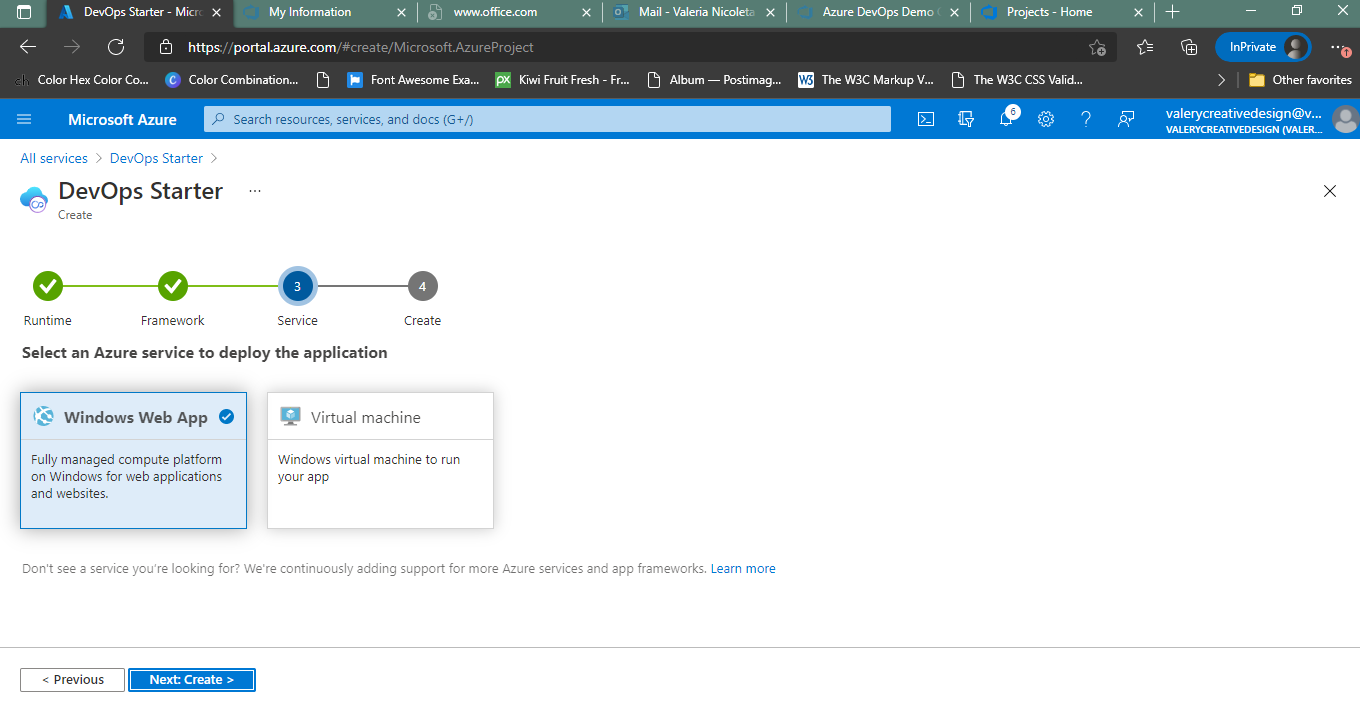 DevOps Starter - Micr
My Information
www.office.com
Mail - Valeria Nicoleta
Azure DevOps Demo
Projects - Home
https://portal.azure.com/#create/Microsoft.AzureProject
InPrivate
Color Hex Color Co...
Color Combination...
Font Awesome Exa...
px
Kiwi Fruit Fresh - Fr...
Album — Postimag...
W3
The W3C Markup V...
The W3C CSS Valid...
Other favorites
Microsoft Azure
Search resources, services, and docs (G+/)
6
valerycreativedesign@v...
VALERYCREATIVEDESIGN (VALER...
All services > DevOps Starter >
DevOps Starter ...
Create
3
4
Runtime
Framework
Service
Create
Select an Azure service to deploy the application
Windows Web App
Fully managed compute platform
on Windows for web applications
and websites.
Virtual machine
Windows virtual machine to run
your app
Don't see a service you're looking for? We're continuously adding support for more Azure services and app frameworks. Learn more
< Previous
Next: Create >